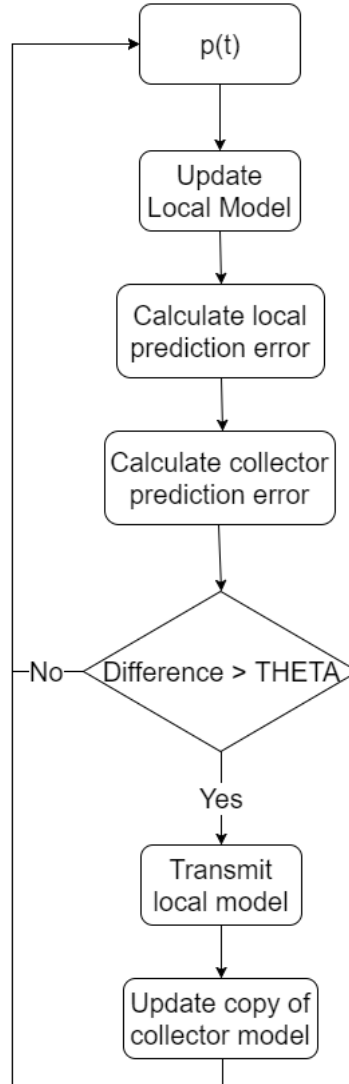 p(t)
Update
Local Model
Calculate local
prediction error
Calculate collector
prediction error
No
Difference > THETA
Yes
Transmit
local model
Update copy of
collector model